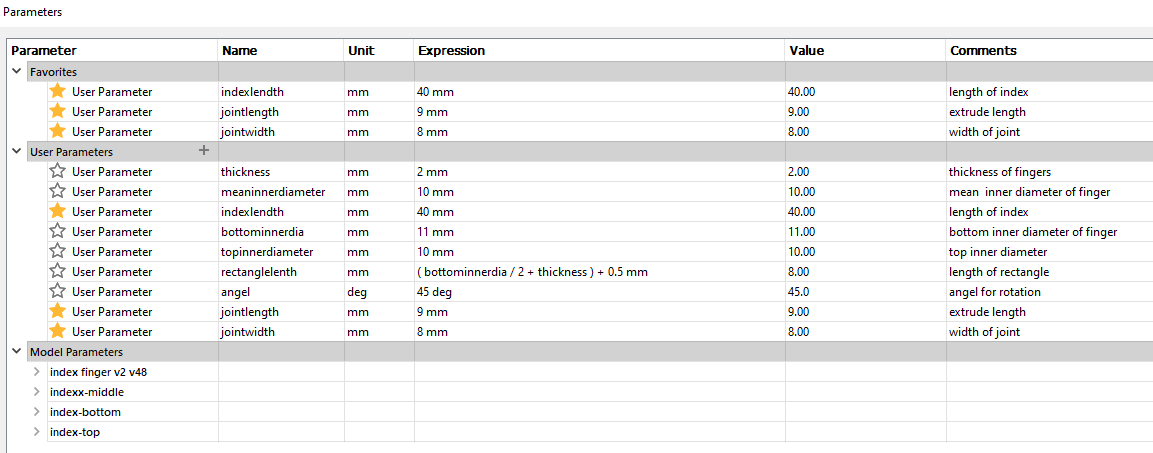 Parameters
Parameter Name Unit Expression Value Comments
Favorites
User Parameter indexlendth mm 40 mm 40.00 length of index
User Parameter jointlength mm 9 mm 9.00 extrude length
User Parameter jointwidth mm 8 mm 8.00 width of joint
User Parameters +
User Parameter thickness mm 2 mm 2.00 thickness of fingers
User Parameter meaninnerdiameter mm 10 mm 10.00 mean inner diameter of finger
User Parameter indexlendth mm 40 mm 40.00 length of index
User Parameter bottominnerdia mm 11 mm 11.00 bottom inner diameter of finger
User Parameter topinnerdiameter mm 10 mm 10.00 top inner diameter
User Parameter rectanglelenth mm ( bottominnerdia / 2 + thickness ) + 0.5 mm 8.00 length of rectangle
User Parameter angel deg 45 deg 45.0 angel for rotation
User Parameter jointlength mm 9 mm 9.00 extrude length
User Parameter jointwidth mm 8 mm 8.00 width of joint
Model Parameters
index finger v2 v48
indexx-middle
index-bottom
index-top